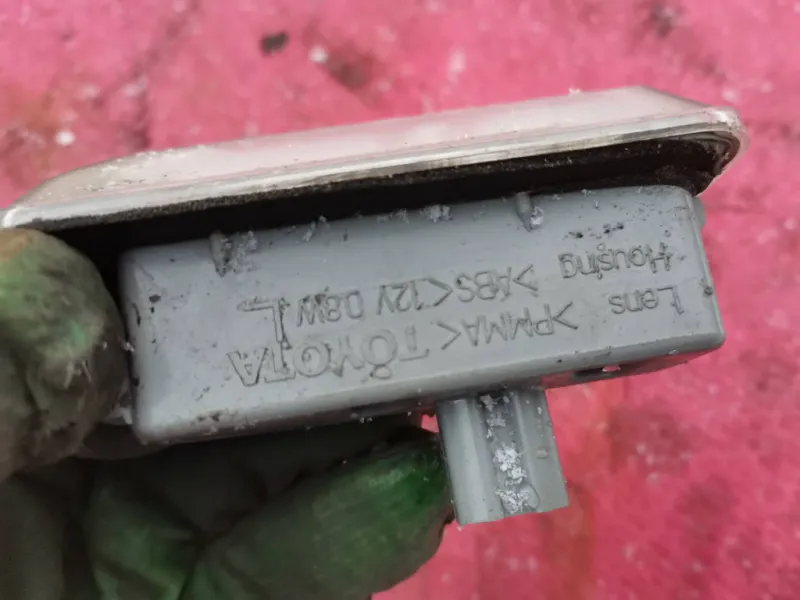 Lens >PMMA< TOYOTA
+Housing >ABS< 12V 0.8W L